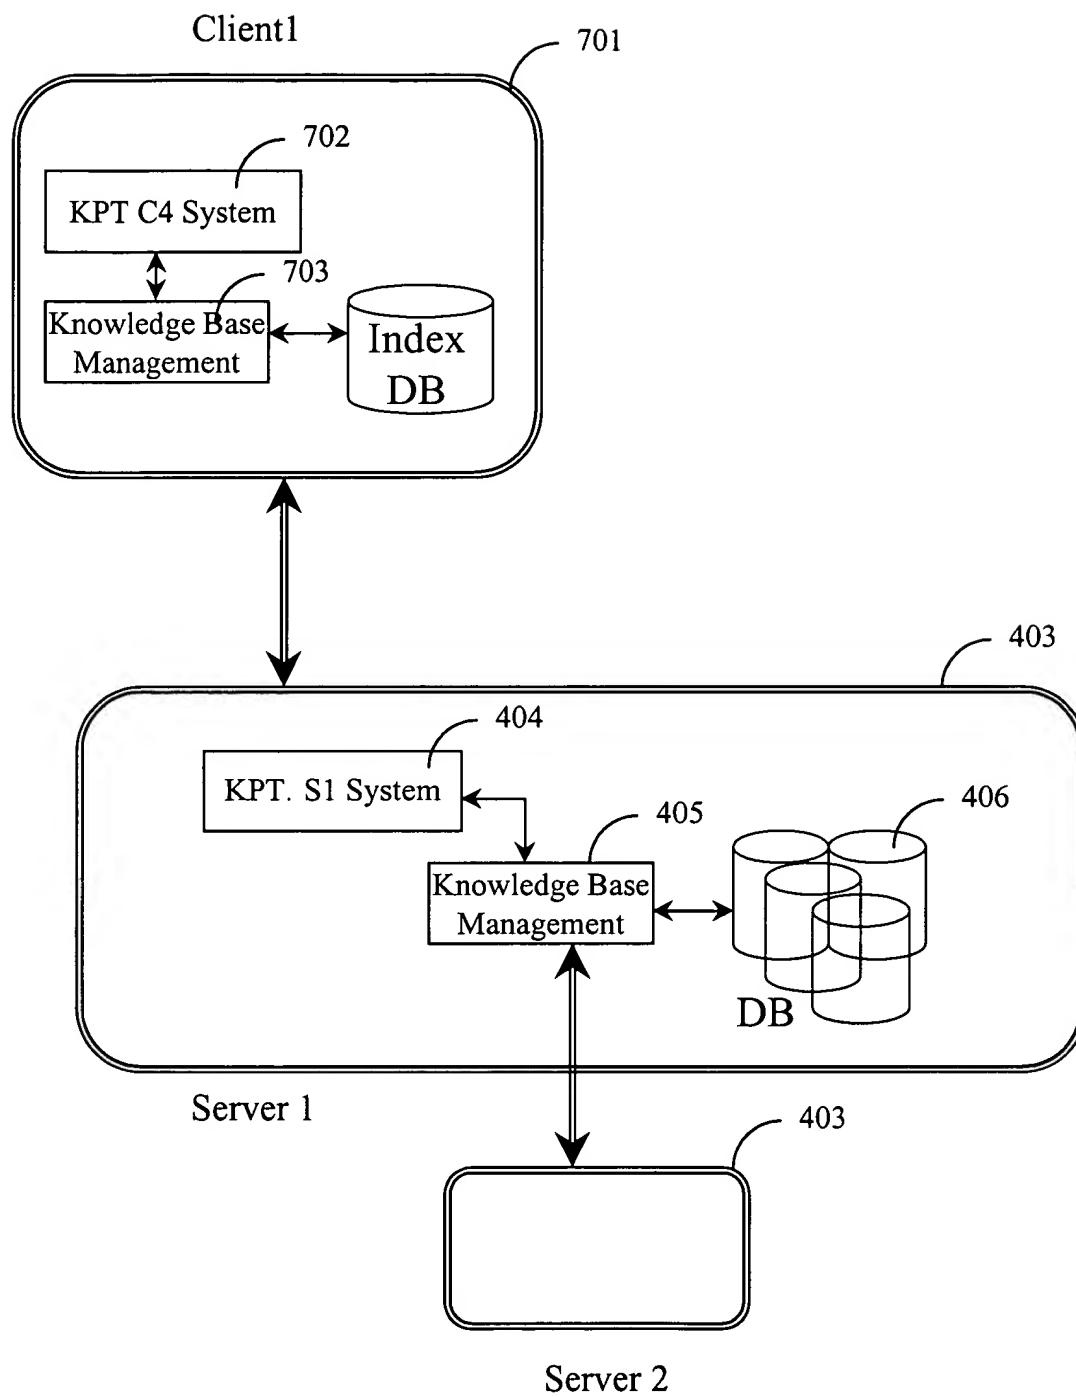 Client1
701
702
KPT C4 System
703
Knowledge Base
Management
Index
DB
403
404
KPT. S1 System
405
406
Knowledge Base
Management
DB
Server 1
403
Server 2